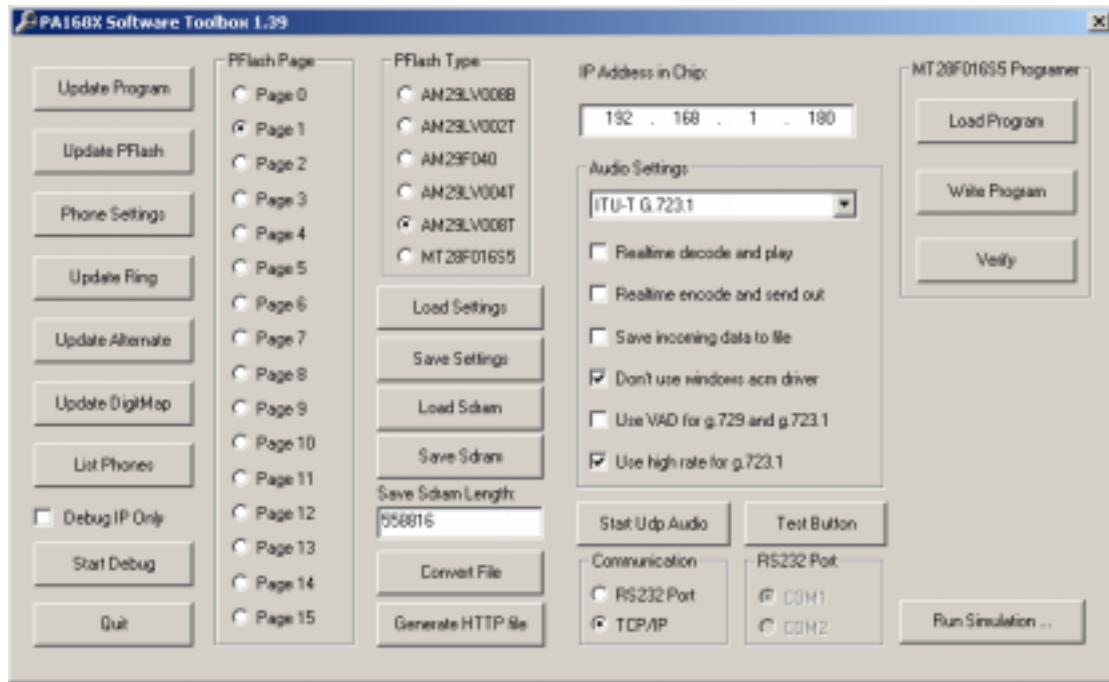 PA168X Software Toolbox 1.39
Update Program
Update PFlash
Phone Settings
Update Ring
Update Alternate
Update DigitMap
List Phones
Debug IP Only
Start Debug
Quit
PFlash Page
Page 0
Page 1
Page 2
Page 3
Page 4
Page 5
Page 6
Page 7
Page 8
Page 9
Page 10
Page 11
Page 12
Page 13
Page 14
Page 15
PFlash Type
AM29LV008B
AM29LV002T
AM29F040
AM29LV004T
AM29LV008T
MT28F016S5
Load Settings
Save Settings
Load Sdram
Save Sdram
Save Sdram Length:
558816
Convert File
Generate HTTP file
IP Address in Chip:
192 . 168 . 1 . 180
Audio Settings
ITU-T G.723.1
Realtime decode and play
Realtime encode and send out
Save incoming data to file
Don't use windows acm driver
Use VAD for g.729 and g.723.1
Use high rate for g.723.1
Start Udp Audio
Test Button
Communication
RS232 Port
TCP/IP
RS232 Port
COM1
COM2
MT28F016S5 Programer
Load Program
Write Program
Verify
Run Simulation ...